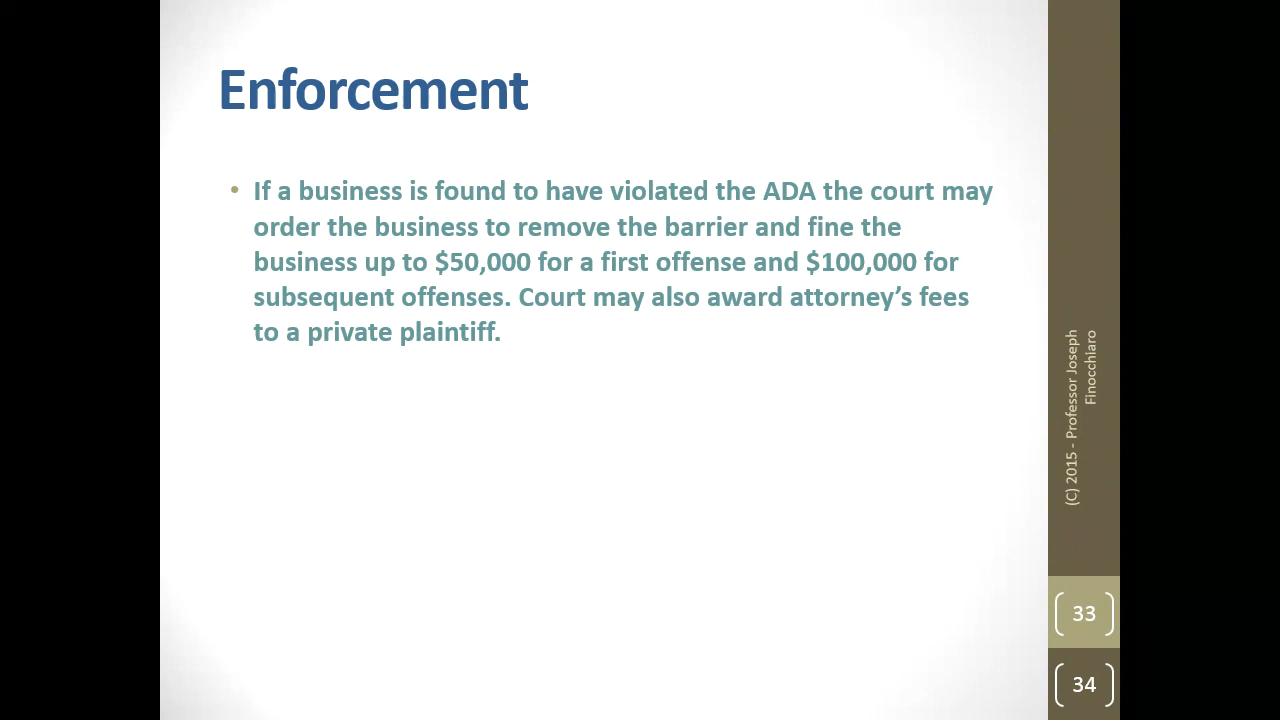 Enforcement
• If a business is found to have violated the ADA the court may
order the business to remove the barrier and fine the
business up to $50,000 for a first offense and $100,000 for
subsequent offenses. Court may also award attorney’s fees
to a private plaintiff.
(C) 2015 - Professor Joseph
Finocchiaro
33
34